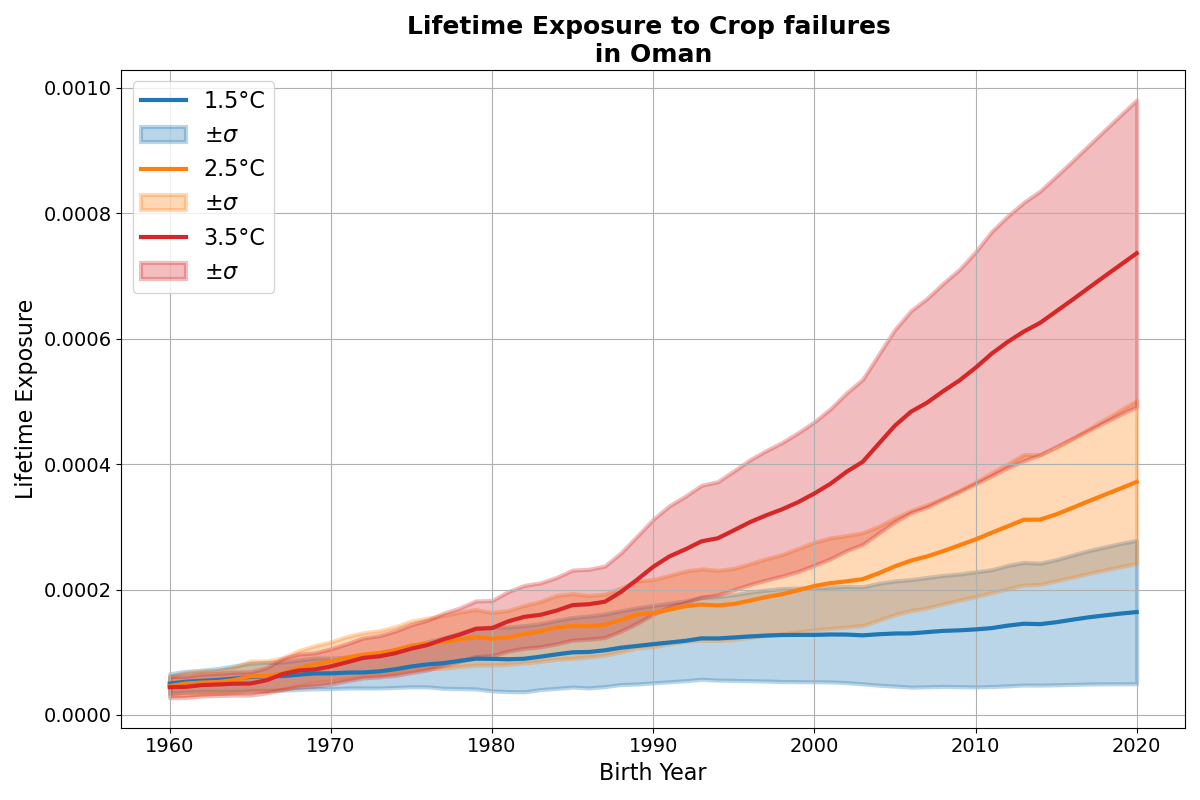 Lifetime Exposure to Crop failures
in Oman
0.0010
0.0008
0.0006
0.0004
0.0002
0.0000
Lifetime Exposure
1.5°C
±σ
2.5°C
±σ
3.5°C
±σ
1960 1970 1980 1990 2000 2010 2020
Birth Year